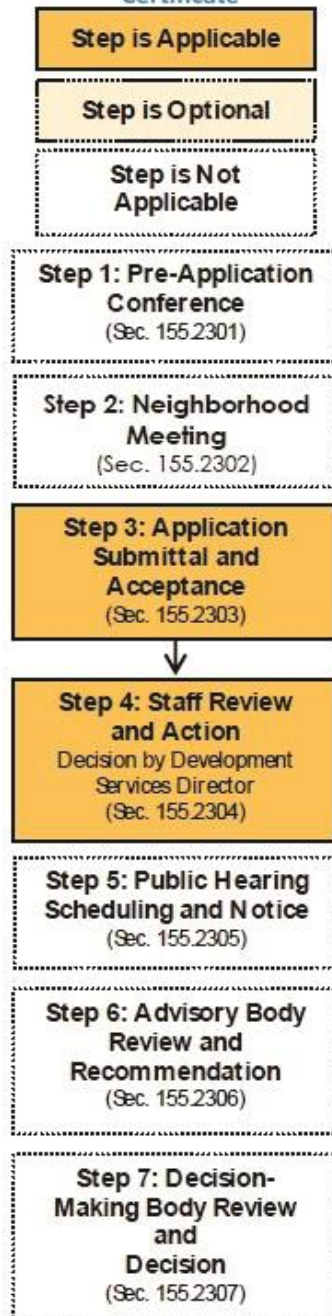 Certificate
Step is Applicable
Step is Optional
Step is Not
Applicable
Step 1: Pre-Application
Conference
(Sec. 155.2301)
Step 2: Neighborhood
Meeting
(Sec. 155.2302)
Step 3: Application
Submittal and
Acceptance
(Sec. 155.2303)
Step 4: Staff Review
and Action
Decision by Development
Services Director
(Sec. 155.2304)
Step 5: Public Hearing
Scheduling and Notice
(Sec. 155.2305)
Step 6: Advisory Body
Review and
Recommendation
(Sec. 155.2306)
Step 7: Decision-
Making Body Review
and
Decision
(Sec. 155.2307)